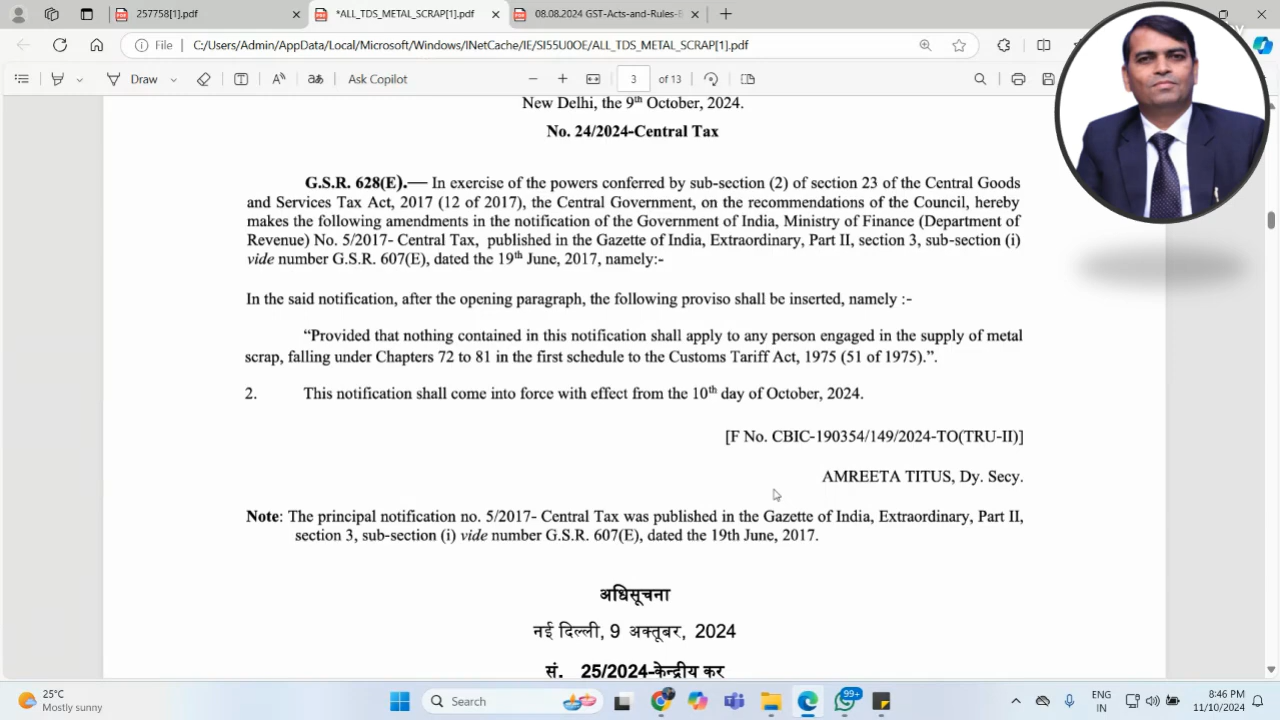 25758[1].pdf
*ALL_TDS_METAL_SCRAP[1].pdf
08.08.2024 GST-Acts-and-Rules-
File
C:/Users/Admin/AppData/Local/Microsoft/Windows/INetCache/IE/SI55U0OE/ALL_TDS_METAL_SCRAP[1].pdf
Draw
Ask Copilot
3 of 13
New Delhi, the 9th October, 2024.
No. 24/2024-Central Tax
G.S.R. 628(E).— In exercise of the powers conferred by sub-section (2) of section 23 of the Central Goods
and Services Tax Act, 2017 (12 of 2017), the Central Government, on the recommendations of the Council, hereby
makes the following amendments in the notification of the Government of India, Ministry of Finance (Department of
Revenue) No. 5/2017- Central Tax, published in the Gazette of India, Extraordinary, Part II, section 3, sub-section (i)
vide number G.S.R. 607(E), dated the 19th June, 2017, namely:-
In the said notification, after the opening paragraph, the following proviso shall be inserted, namely :-
“Provided that nothing contained in this notification shall apply to any person engaged in the supply of metal
scrap, falling under Chapters 72 to 81 in the first schedule to the Customs Tariff Act, 1975 (51 of 1975).”.
2. This notification shall come into force with effect from the 10th day of October, 2024.
[F No. CBIC-190354/149/2024-TO(TRU-II)]
AMREETA TITUS, Dy. Secy.
Note: The principal notification no. 5/2017- Central Tax was published in the Gazette of India, Extraordinary, Part II,
section 3, sub-section (i) vide number G.S.R. 607(E), dated the 19th June, 2017.
अधिसूचना
नई दिल्ली, 9 अक्तूबर, 2024
सं. 25/2024-केन्द्रीय कर
25°C
Mostly sunny
Search
99+
ENG
IN
8:46 PM
11/10/2024